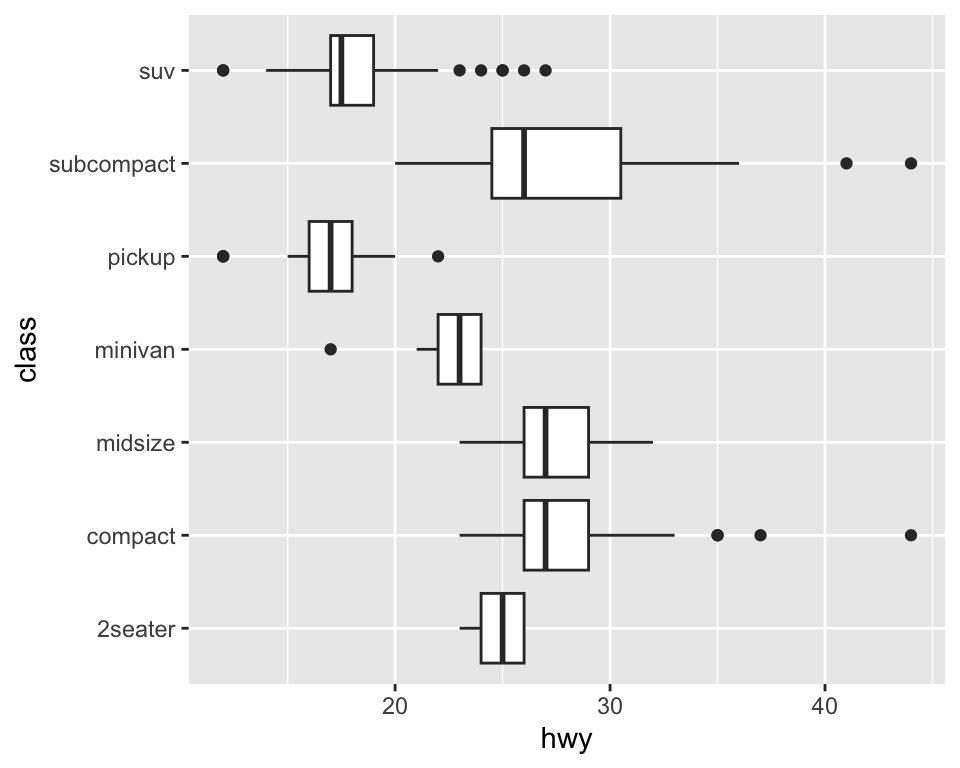 suv
subcompact
pickup
minivan
midsize
compact
2seater
class
20 30 40
hwy